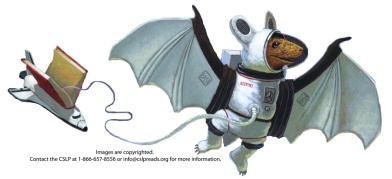 Images are copyrighted.
Contact the CSLP at 1-866-657-8556 or info@cslpreads.org for more information.